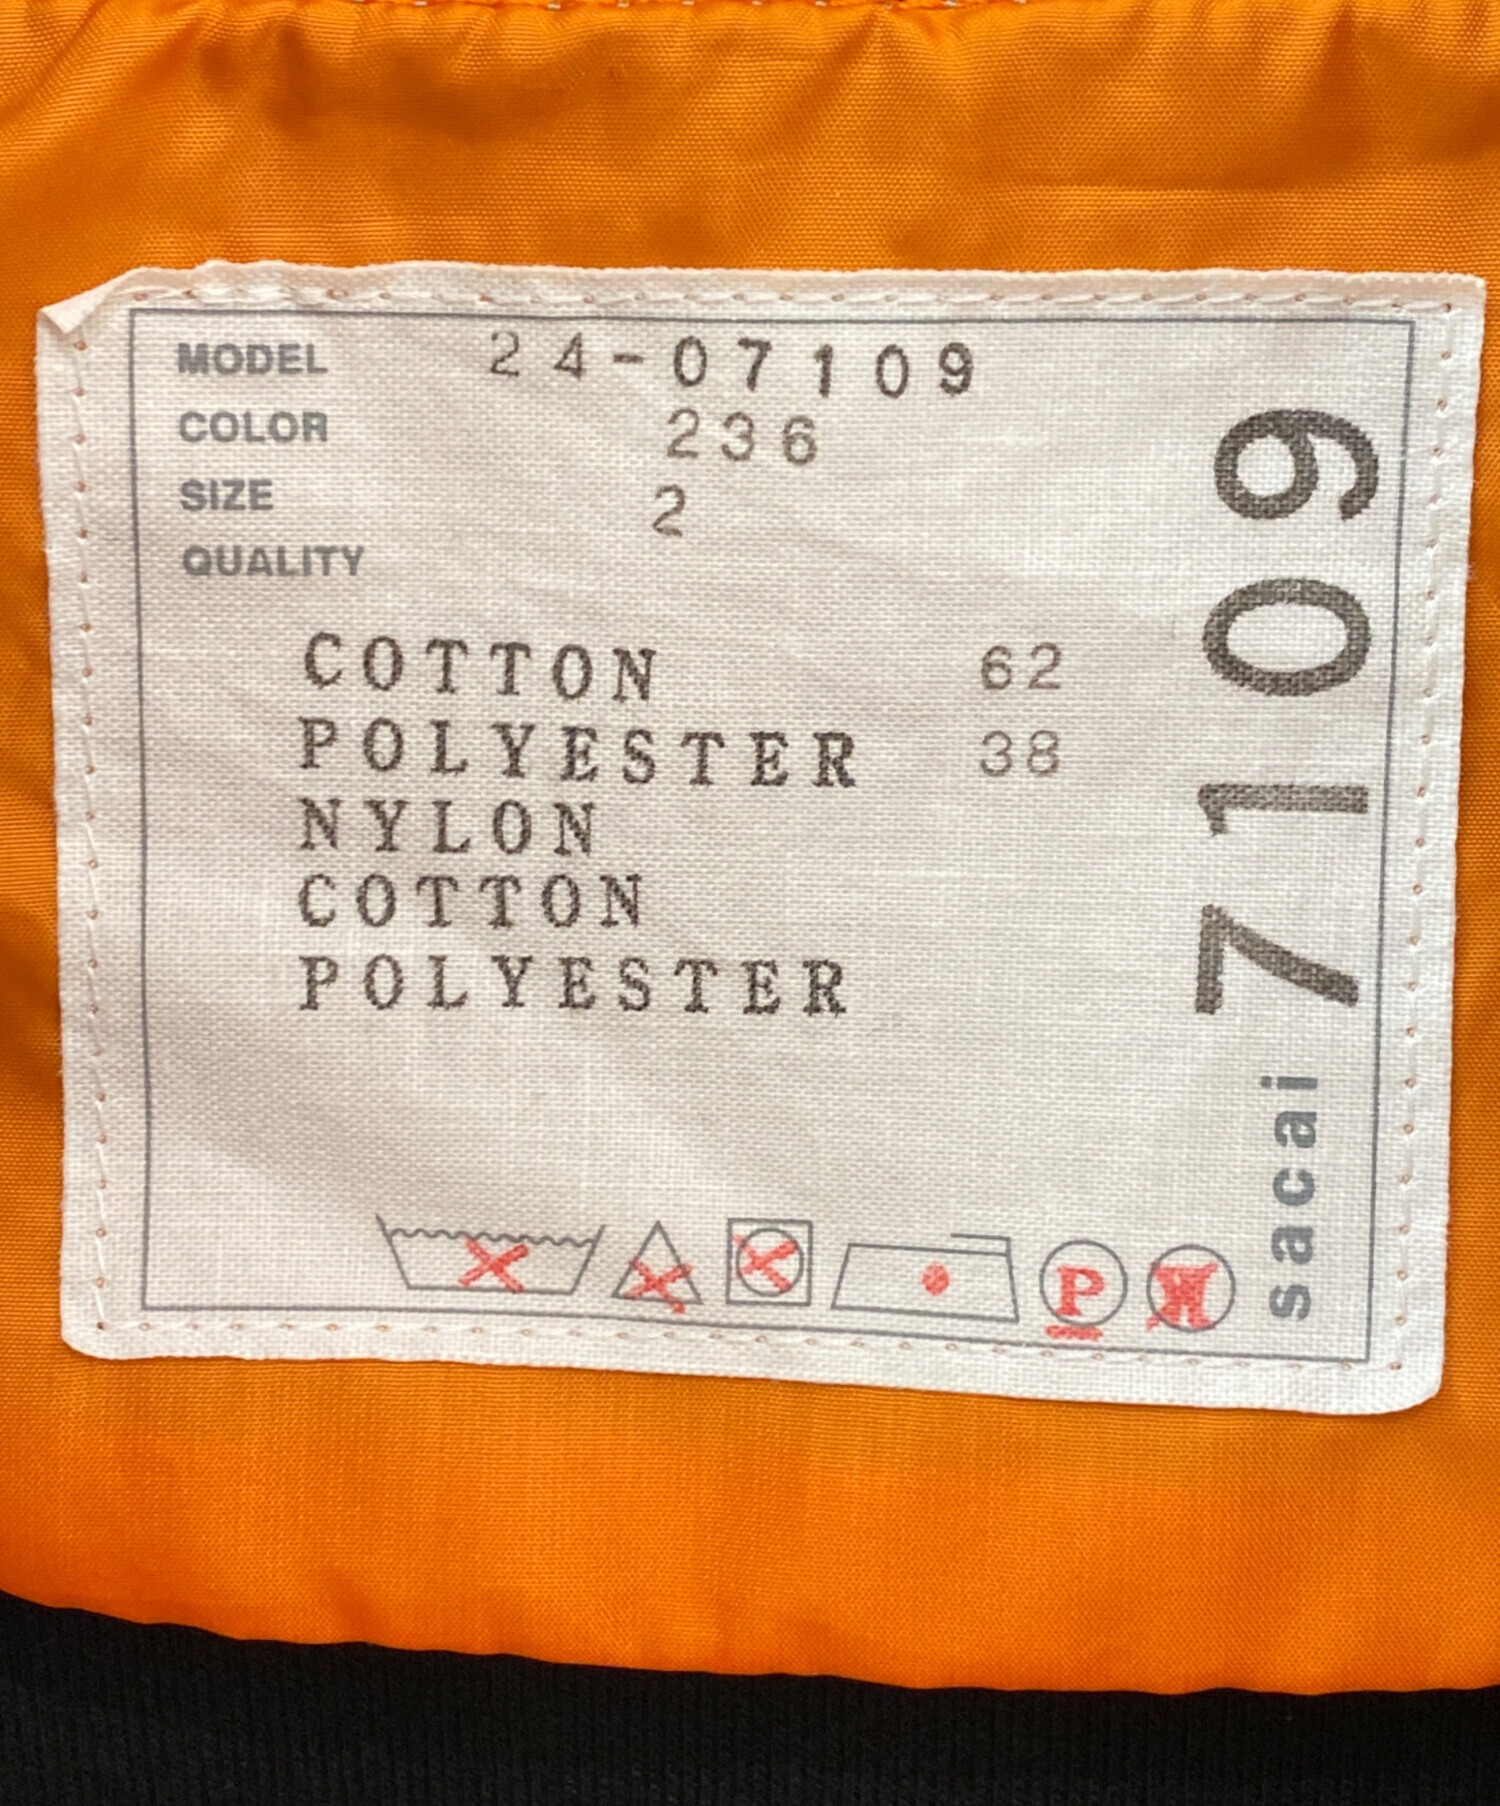 MODEL 24-07109
COLOR 236
SIZE 2
QUALITY
COTTON 62
POLYESTER 38
NYLON
COTTON
POLYESTER
P W
sacai 7109